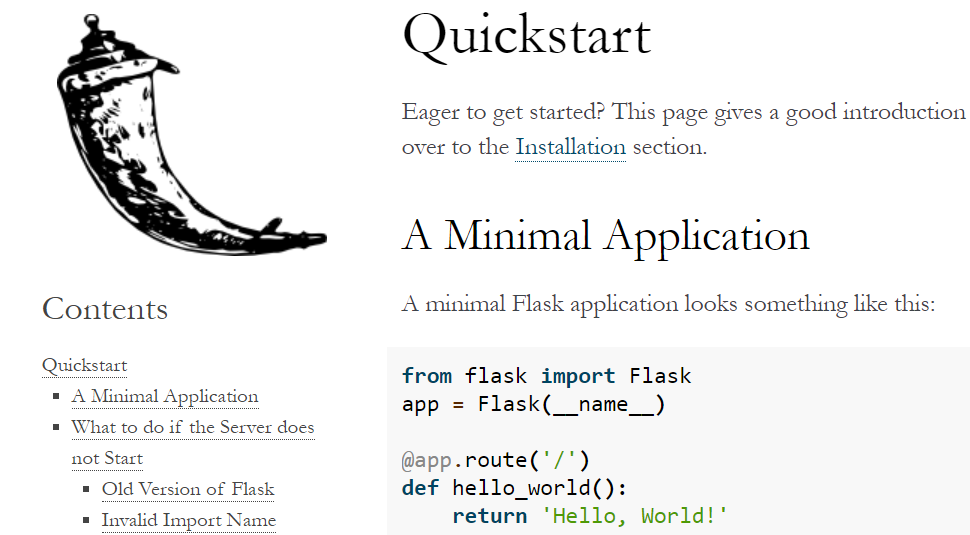 Quickstart
Eager to get started? This page gives a good introduction
over to the Installation section.
A Minimal Application
A minimal Flask application looks something like this:
from flask import Flask
app = Flask(__name__)
@app.route('/')
def hello_world():
    return 'Hello, World!'
Contents
Quickstart
A Minimal Application
What to do if the Server does
not Start
Old Version of Flask
Invalid Import Name